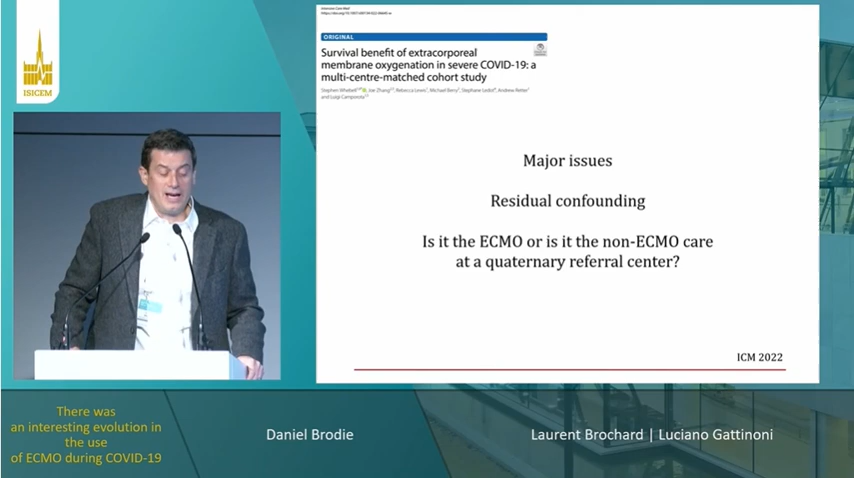 ISICEM
Intensive Care Med
ORIGINAL
Survival benefit of extracorporeal
membrane oxygenation in severe COVID-19: a
multi-centre-matched cohort study
Major issues
Residual confounding
Is it the ECMO or is it the non-ECMO care
at a quaternary referral center?
ICM 2022
There was
an interesting evolution in
the use
of ECMO during COVID-19
Daniel Brodie
Laurent Brochard | Luciano Gattinoni